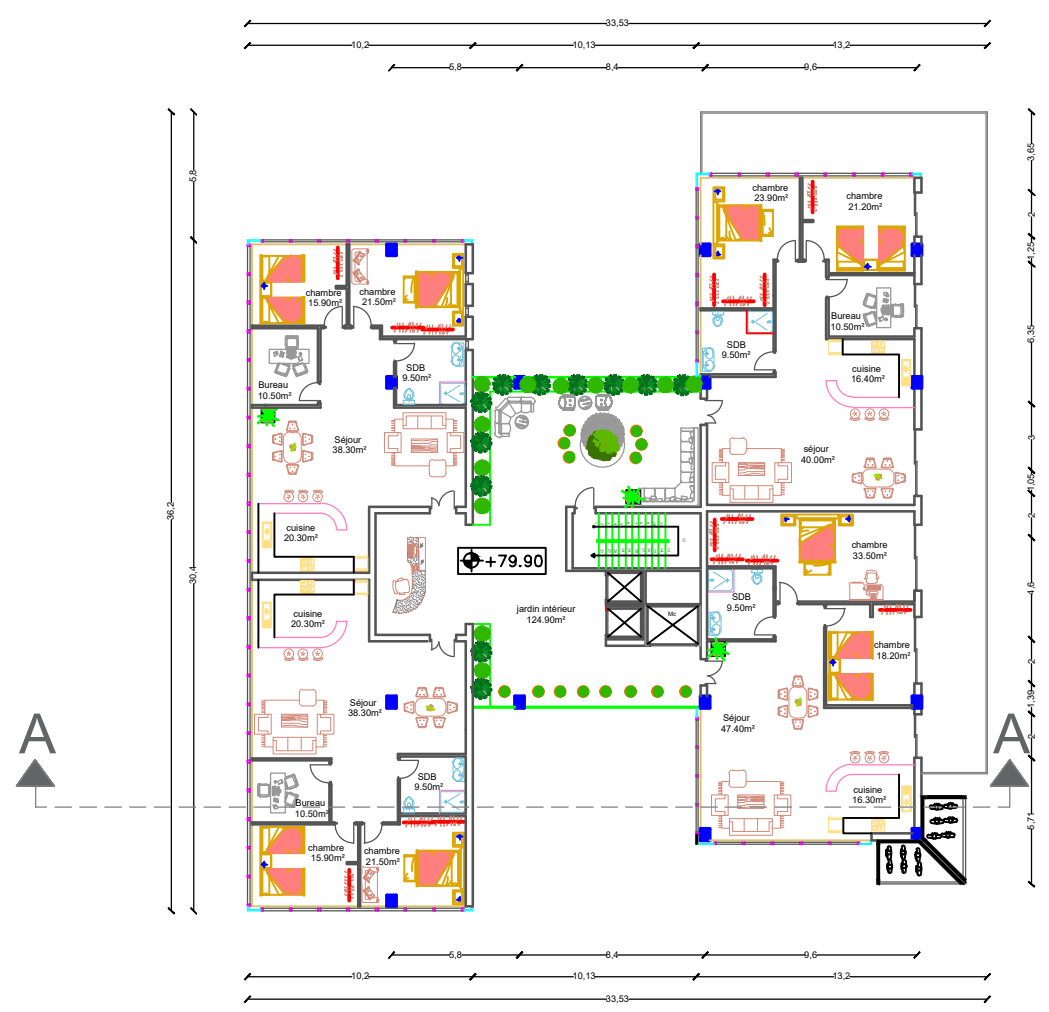 33,53
10,2
10,13
13,2
5,8
8,4
9,6
3,65
5,8
chambre
23.90m²
chambre
21.20m²
2
1,25
chambre
15.90m²
chambre
21.50m²
Bureau
10.50m²
6,35
SDB
9.50m²
SDB
9.50m²
cuisine
16.40m²
Bureau
10.50m²
Séjour
38.30m²
séjour
40.00m²
3
1,05
36,2
2
cuisine
20.30m²
+79.90
chambre
33.50m²
30,4
4,6
cuisine
20.30m²
jardin intérieur
124.90m²
Mc
SDB
9.50m²
chambre
18.20m²
2
Séjour
38.30m²
1,39
Séjour
47.40m²
A
A
2
SDB
9.50m²
Bureau
10.50m²
cuisine
16.30m²
5,71
chambre
15.90m²
chambre
21.50m²
5,8
8,4
9,6
10,2
10,13
13,2
33,53